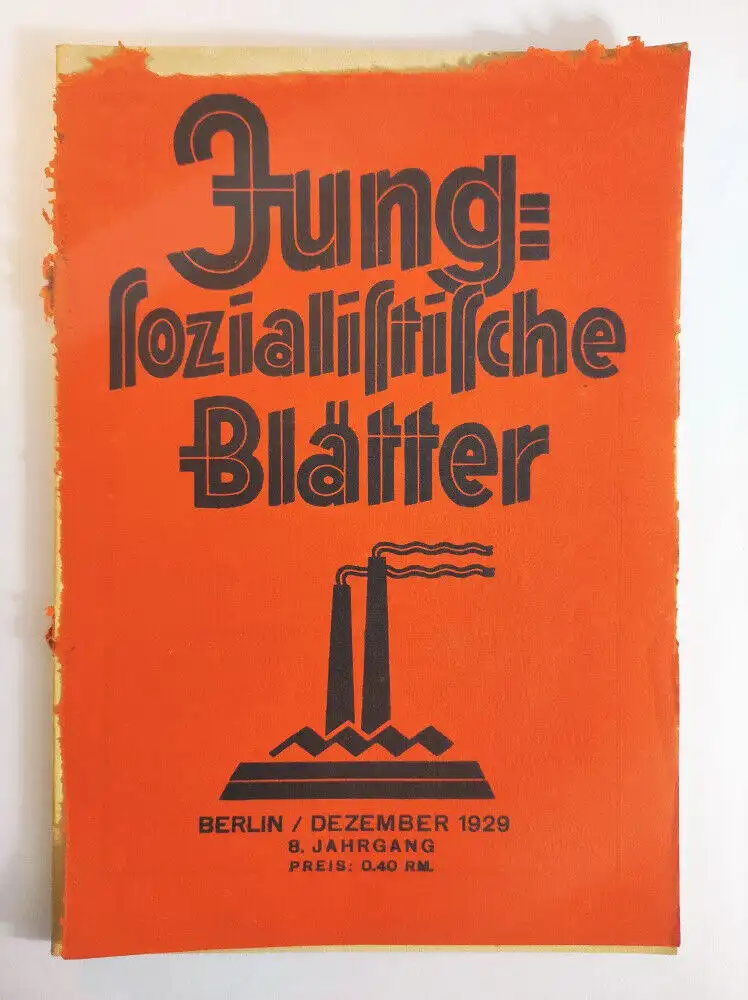 Jung=
ſozialiſtiſche
Blätter
BERLIN / DEZEMBER 1929
8. JAHRGANG
PREIS: 0.40 RM.